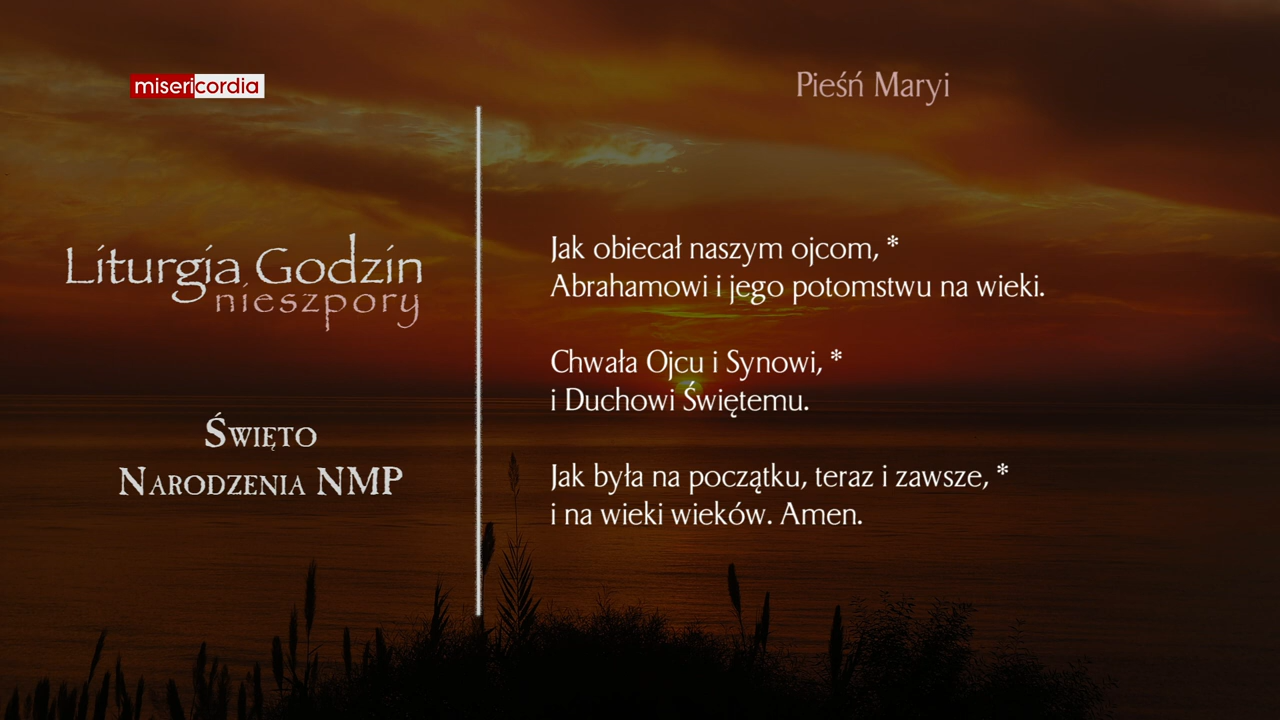 misericordia
Liturgia Godzin
nieszpory
Święto
Narodzenia NMP
Pieśń Maryi
Jak obiecał naszym ojcom, *
Abrahamowi i jego potomstwu na wieki.
Chwała Ojcu i Synowi, *
i Duchowi Świętemu.
Jak była na początku, teraz i zawsze, *
i na wieki wieków. Amen.